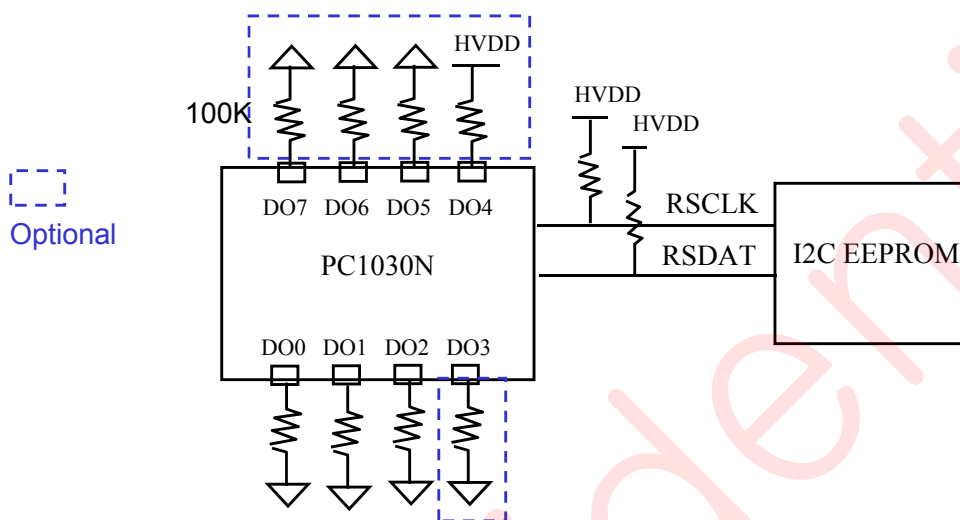 HVDD
100K
HVDD
HVDD
DO7 DO6 DO5 DO4
Optional
RSCLK
RSDAT
I2C EEPROM
PC1030N
DO0 DO1 DO2 DO3